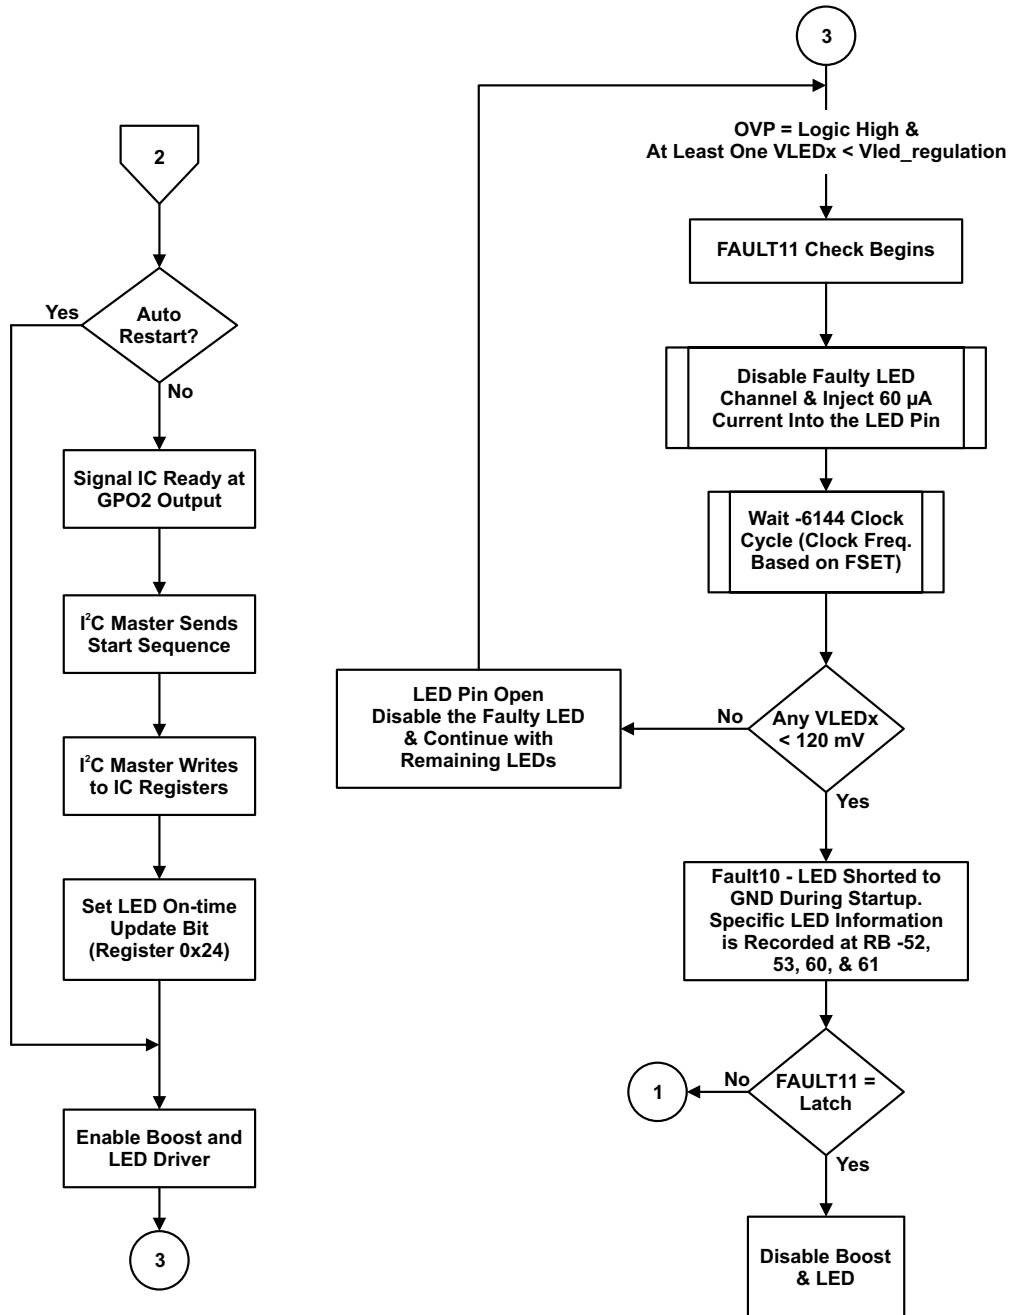 2
Yes
Auto
Restart?
No
Signal IC Ready at
GPO2 Output
I²C Master Sends
Start Sequence
I²C Master Writes
to IC Registers
Set LED On-time
Update Bit
(Register 0x24)
Enable Boost and
LED Driver
3
3
OVP = Logic High &
At Least One VLEDx < Vled_regulation
FAULT11 Check Begins
Disable Faulty LED
Channel & Inject 60 µA
Current Into the LED Pin
Wait -6144 Clock
Cycle (Clock Freq.
Based on FSET)
Any VLEDx
< 120 mV
No
LED Pin Open
Disable the Faulty LED
& Continue with
Remaining LEDs
Yes
Fault10 - LED Shorted to
GND During Startup.
Specific LED Information
is Recorded at RB -52,
53, 60, & 61
FAULT11 =
Latch
No
1
Yes
Disable Boost
& LED